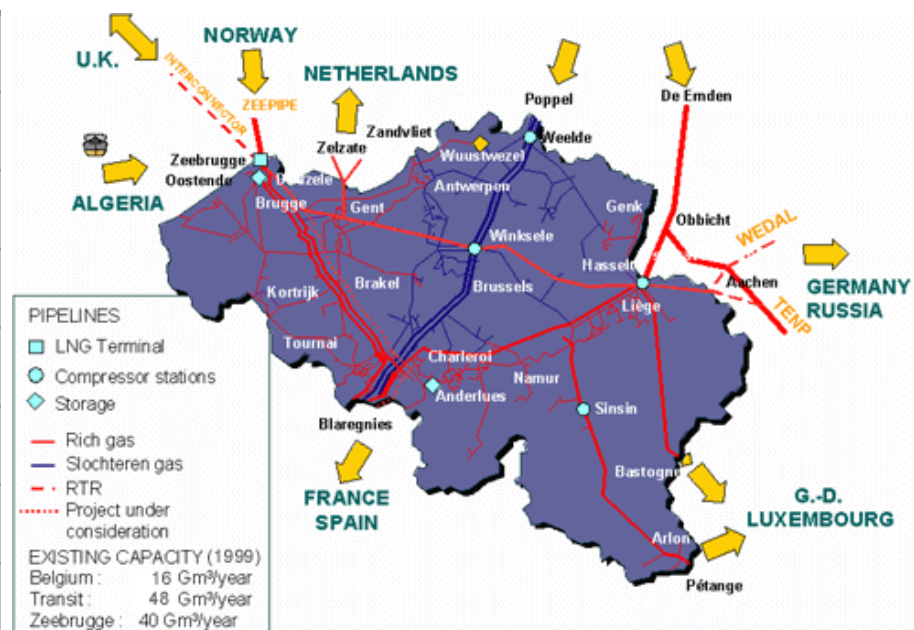 NORWAY
U.K.
NETHERLANDS
INTERCONNECTOR
ZEEPIPE
Poppel
De Emden
Zandvliet
Zelzate
Weelde
Wuustwezel
Zeebrugge
Oostende
ALGERIA
Brugge
Gent
Antwerpen
Genk
Obbicht
WEDAL
Winksele
Hasselt
Aachen
GERMANY
RUSSIA
Brakel
Brussels
Kortrijk
Liège
TENP
Tournai
Charleroi
Namur
Anderlues
Sinsin
Blaregnies
Bastogne
FRANCE
SPAIN
G.-D.
LUXEMBOURG
Arlon
Pétange
PIPELINES
LNG Terminal
Compressor stations
Storage
Rich gas
Slochteren gas
RTR
Project under
consideration
EXISTING CAPACITY (1999)
Belgium : 16 Gm³/year
Transit : 48 Gm³/year
Zeebrugge : 40 Gm³/year